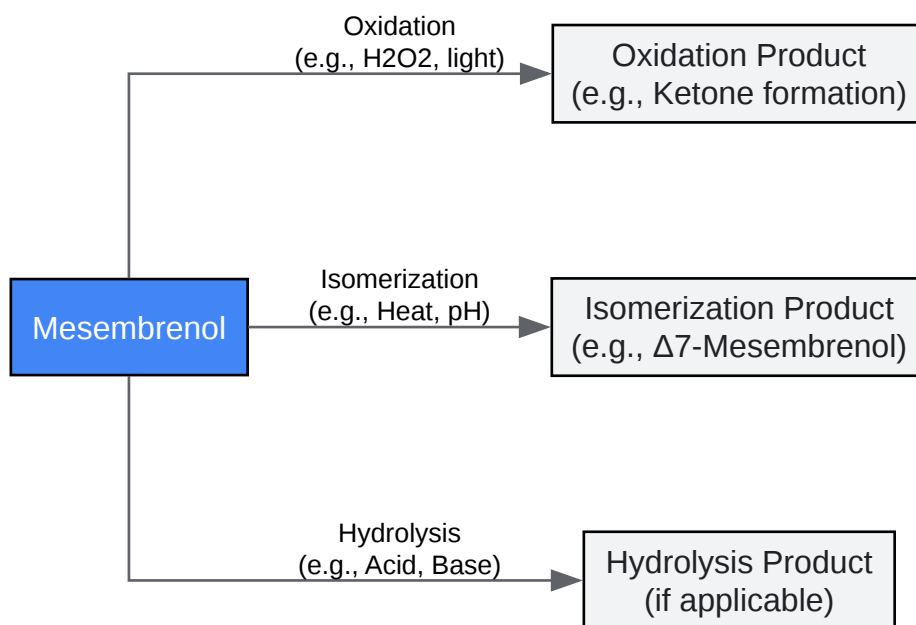 Oxidation
(e.g., H2O2, light)
Oxidation Product
(e.g., Ketone formation)
Mesembrenol
Isomerization
(e.g., Heat, pH)
Isomerization Product
(e.g., Δ7-Mesembrenol)
Hydrolysis
(e.g., Acid, Base)
Hydrolysis Product
(if applicable)